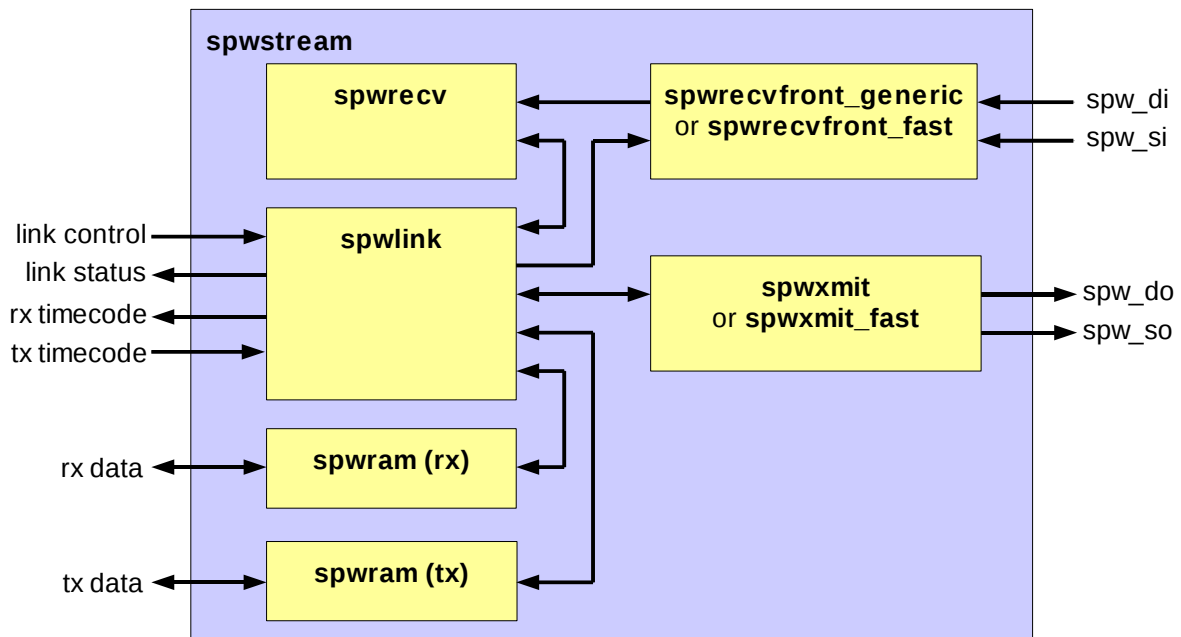 spwstream
spwrecv
spwrecvfront_generic
or spwrecvfront_fast
spw_di
spw_si
link control
link status
rx timecode
tx timecode
spwlink
spwxmit
or spwxmit_fast
spw_do
spw_so
rx data
spwram (rx)
tx data
spwram (tx)